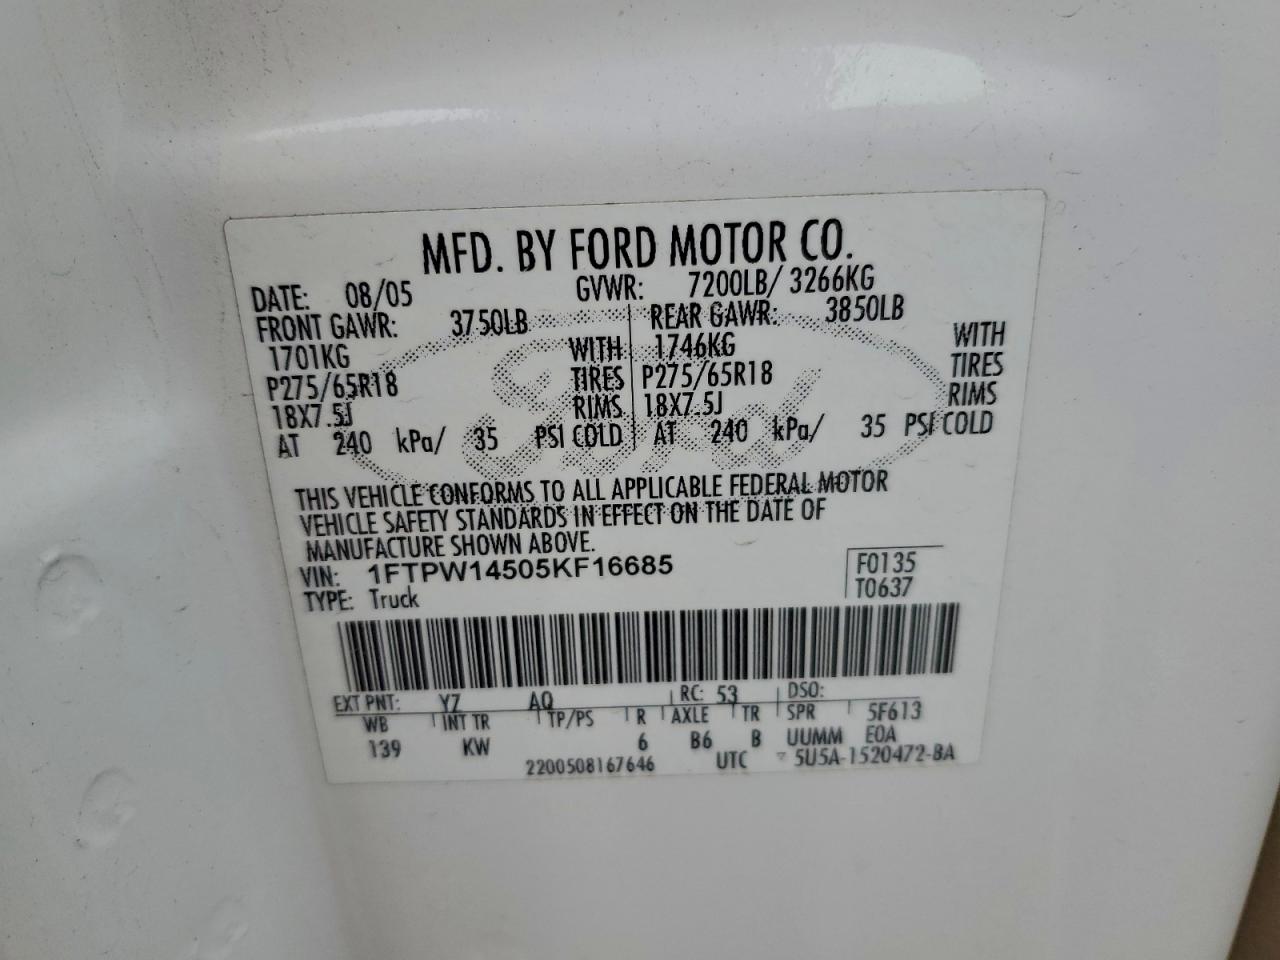 MFD. BY FORD MOTOR CO.
DATE: 08/05 GVWR: 7200LB/ 3266KG
FRONT GAWR: 3750LB REAR GAWR: 3850LB
1701KG WITH 1746KG WITH
P275/65R18 TIRES P275/65R18 TIRES
18X7.5J RIMS 18X7.5J RIMS
AT 240 kPa/ 35 PSI COLD AT 240 kPa/ 35 PSI COLD
Ford
THIS VEHICLE CONFORMS TO ALL APPLICABLE FEDERAL MOTOR
VEHICLE SAFETY STANDARDS IN EFFECT ON THE DATE OF
MANUFACTURE SHOWN ABOVE.
VIN: 1FTPW14505KF16685 F0135
TYPE: Truck T0637
EXT PNT: YZ AQ RC: 53 DSO:
WB INT TR TP/PS R AXLE TR SPR 5F613
139 KW 6 B6 B UUMM E0A
2200508167646 UTC 5U5A-1520472-BA